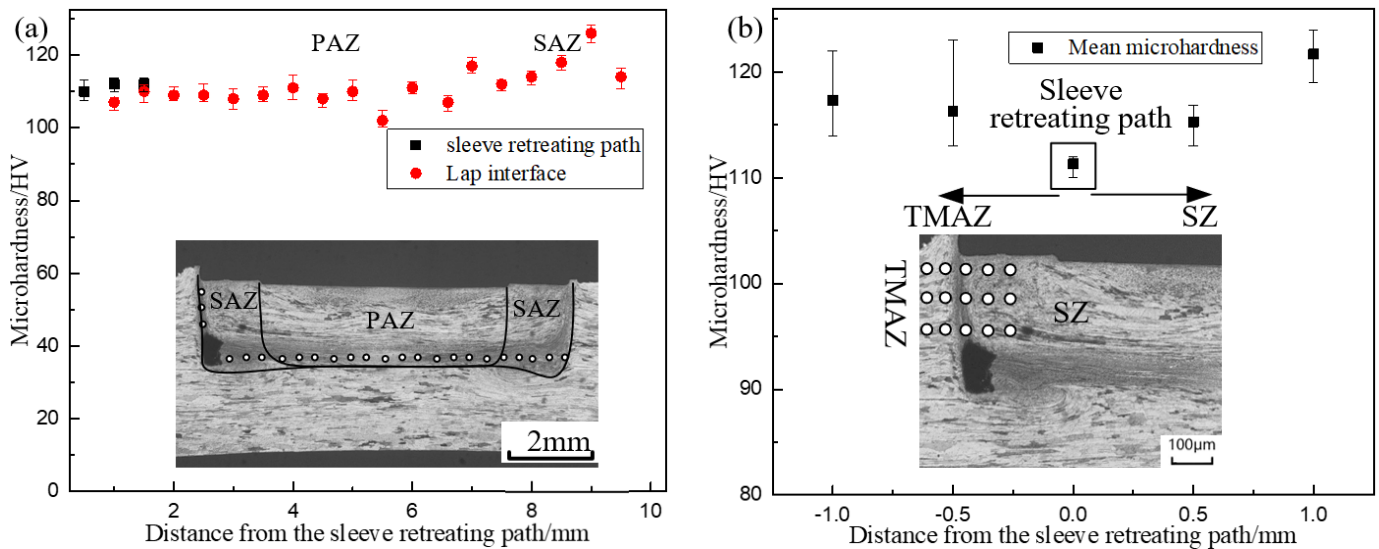 (a)
PAZ
SAZ
sleeve retreating path
Lap interface
SAZ
PAZ
SAZ
2mm
0
20
40
60
80
100
120
2
4
6
8
10
Microhardness/HV
Distance from the sleeve retreating path/mm
(b)
Mean microhardness
Sleeve
retreating path
TMAZ
SZ
TMAZ
SZ
100μm
80
90
100
110
120
-1.0
-0.5
0.0
0.5
1.0
Microhardness/HV
Distance from the sleeve retreating path/mm